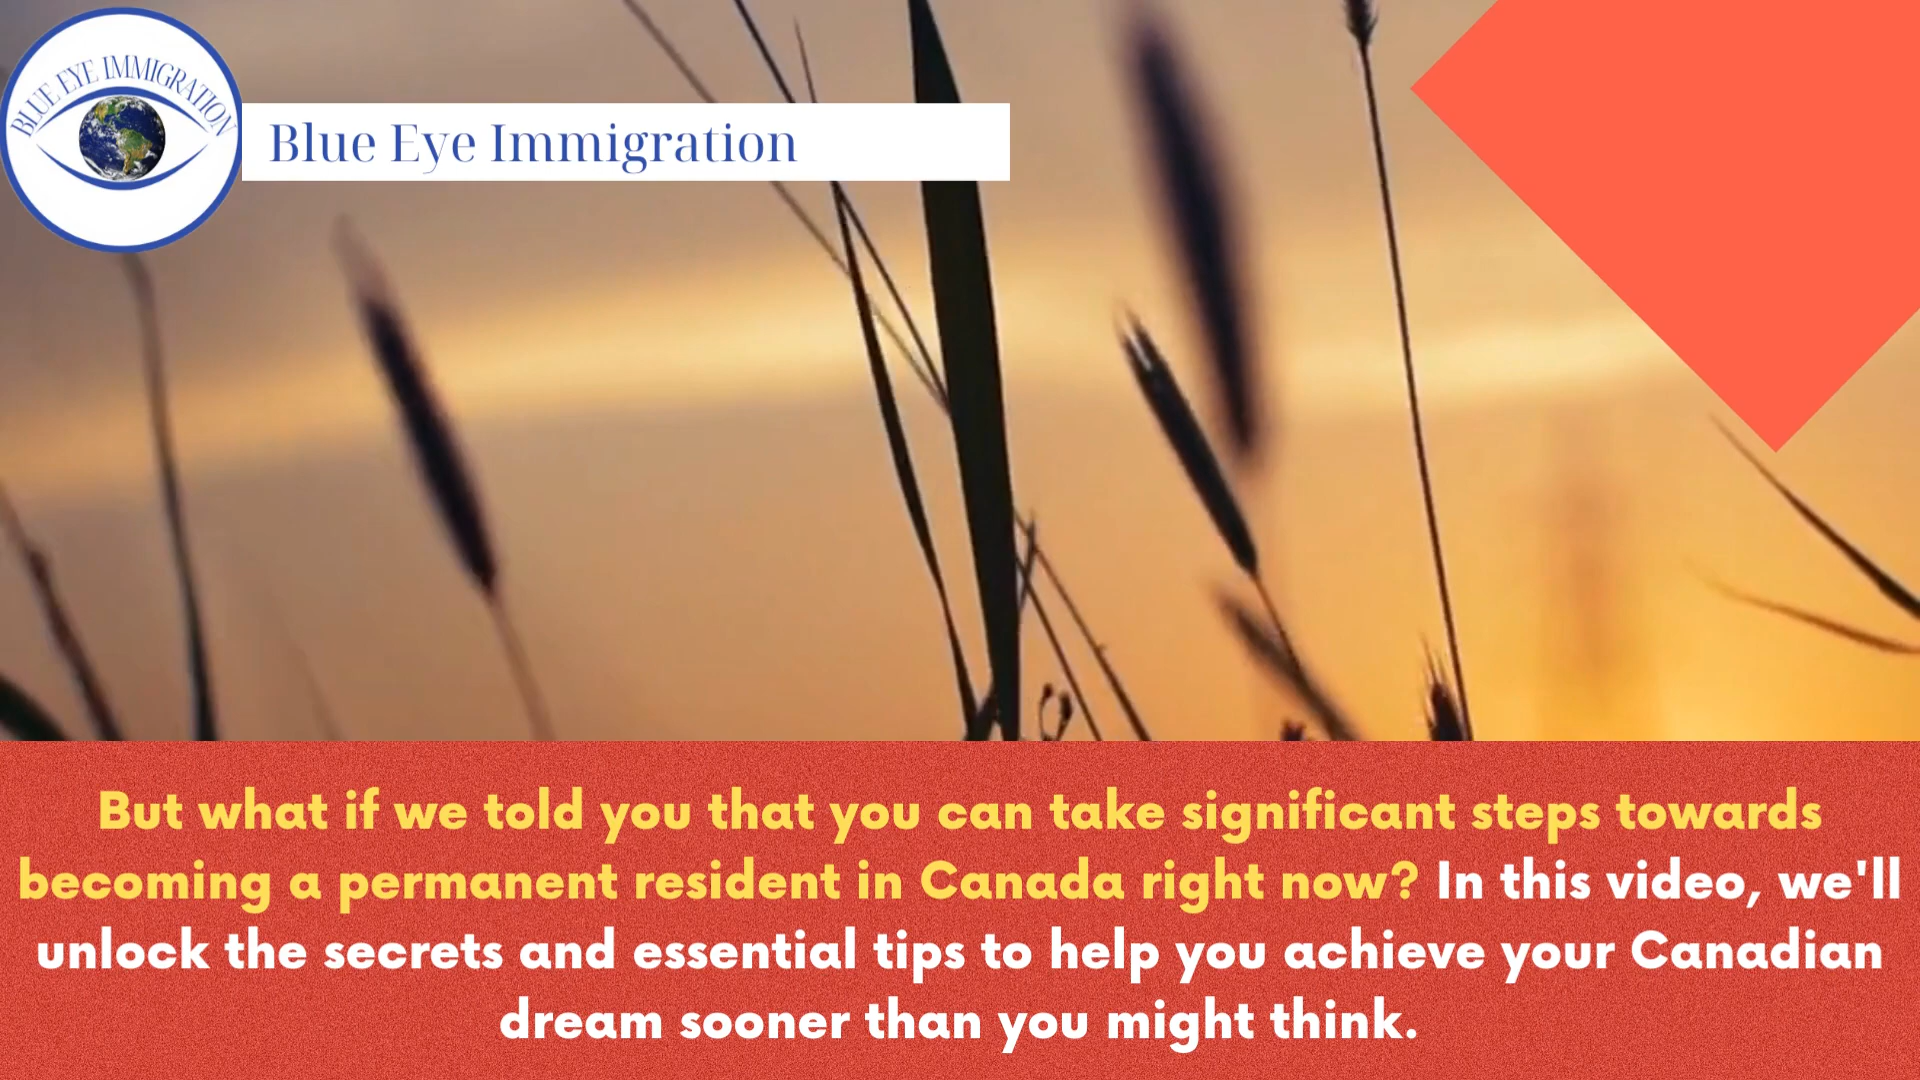 BLUE EYE IMMIGRATION
Blue Eye Immigration
But what if we told you that you can take significant steps towards
becoming a permanent resident in Canada right now? In this video, we'll
unlock the secrets and essential tips to help you achieve your Canadian
dream sooner than you might think.